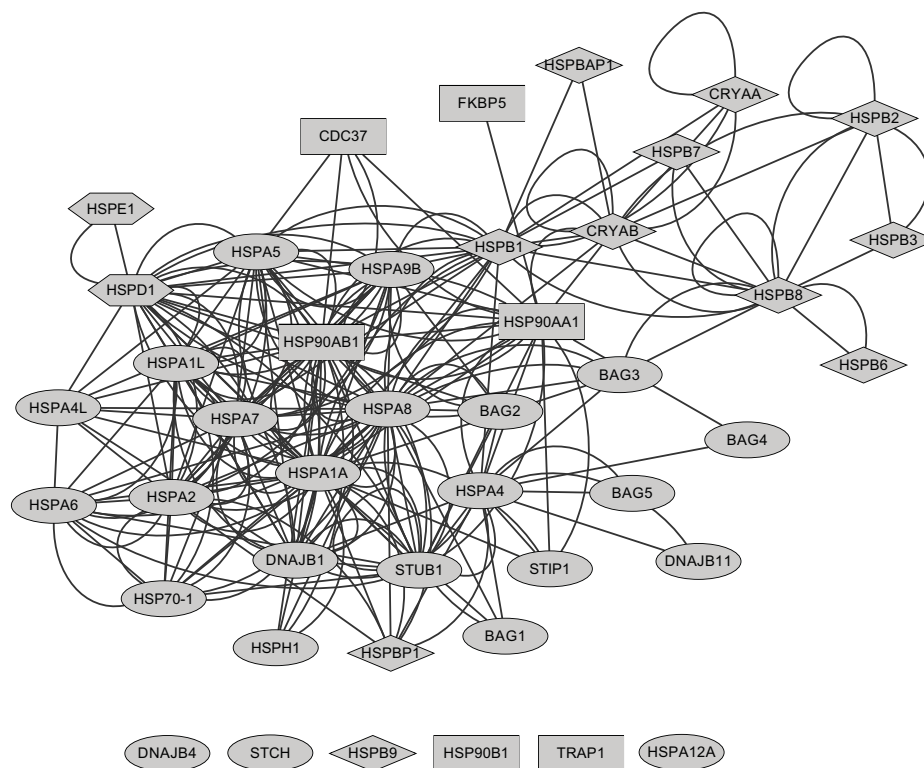 HSPBAP1
CRYAA
FKBP5
HSPB2
CDC37
HSPB7
HSPE1
CRYAB
HSPB3
HSPB1
HSPA5
HSPA9B
HSPD1
HSPB8
HSP90AA1
HSP90AB1
HSPA1L
HSPB6
BAG3
HSPA4L
HSPA7
HSPA8
BAG2
BAG4
HSPA1A
HSPA6
HSPA2
HSPA4
BAG5
DNAJB1
STUB1
STIP1
DNAJB11
HSP70-1
HSPH1
HSPBP1
BAG1
DNAJB4 STCH HSPB9 HSP90B1 TRAP1 HSPA12A